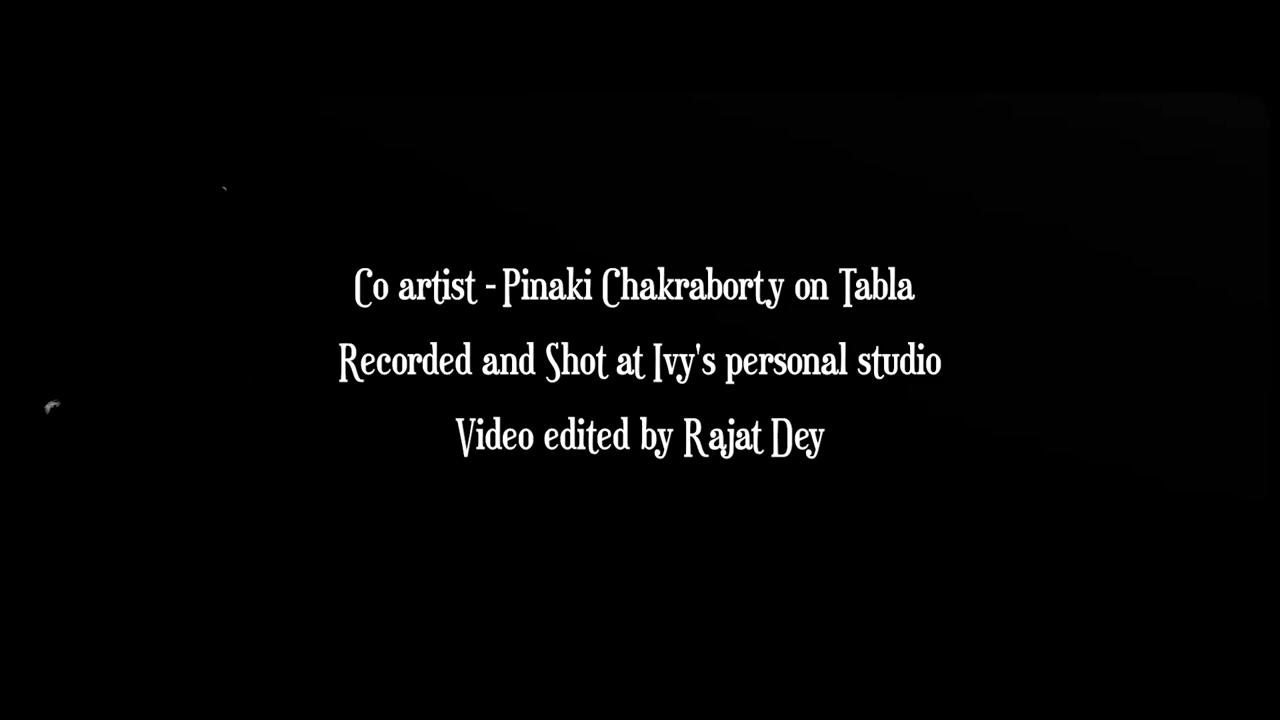 Co artist - Pinaki Chakraborty on Tabla
Recorded and Shot at Ivy's personal studio
Video edited by Rajat Dey